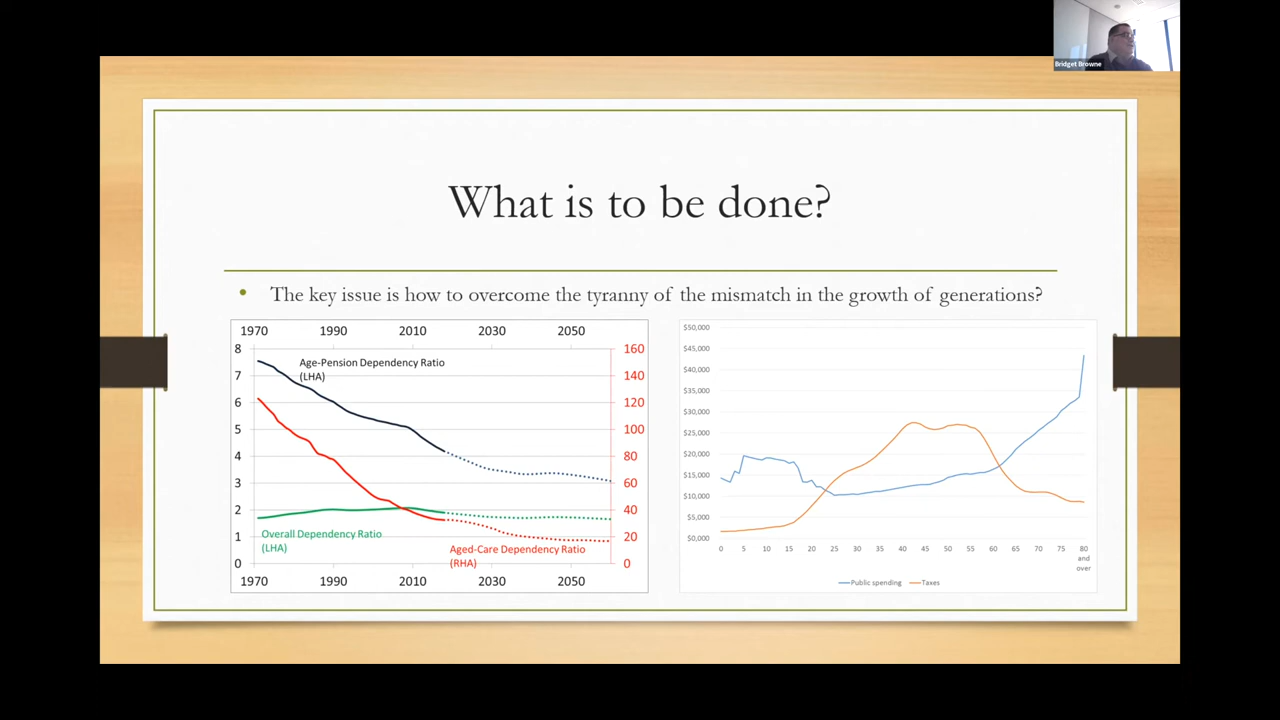 Bridget Browne
What is to be done?
• The key issue is how to overcome the tyranny of the mismatch in the growth of generations?
1970 1990 2010 2030 2050
8 160
7 140
6 120
5 100
4 80
3 60
2 40
1 20
0 0
Age-Pension Dependency Ratio
(LHA)
Overall Dependency Ratio
(LHA)
Aged-Care Dependency Ratio
(RHA)
1970 1990 2010 2030 2050
$50,000
$45,000
$40,000
$35,000
$30,000
$25,000
$20,000
$15,000
$10,000
$5,000
$0,000
0 5 10 15 20 25 30 35 40 45 50 55 60 65 70 75 80
and
over
Public spending Taxes